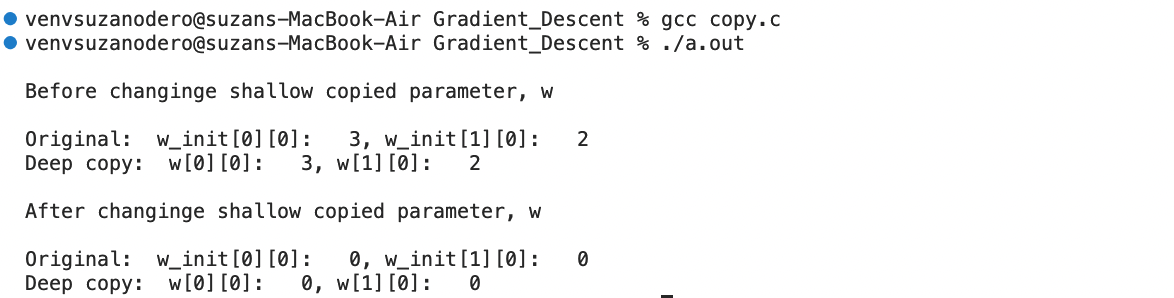 venvsuzanodero@suzans-MacBook-Air Gradient_Descent % gcc copy.c
venvsuzanodero@suzans-MacBook-Air Gradient_Descent % ./a.out
Before changinge shallow copied parameter, w
Original:  w_init[0][0]:   3, w_init[1][0]:   2
Deep copy:  w[0][0]:   3, w[1][0]:   2
After changinge shallow copied parameter, w
Original:  w_init[0][0]:   0, w_init[1][0]:   0
Deep copy:  w[0][0]:   0, w[1][0]:   0